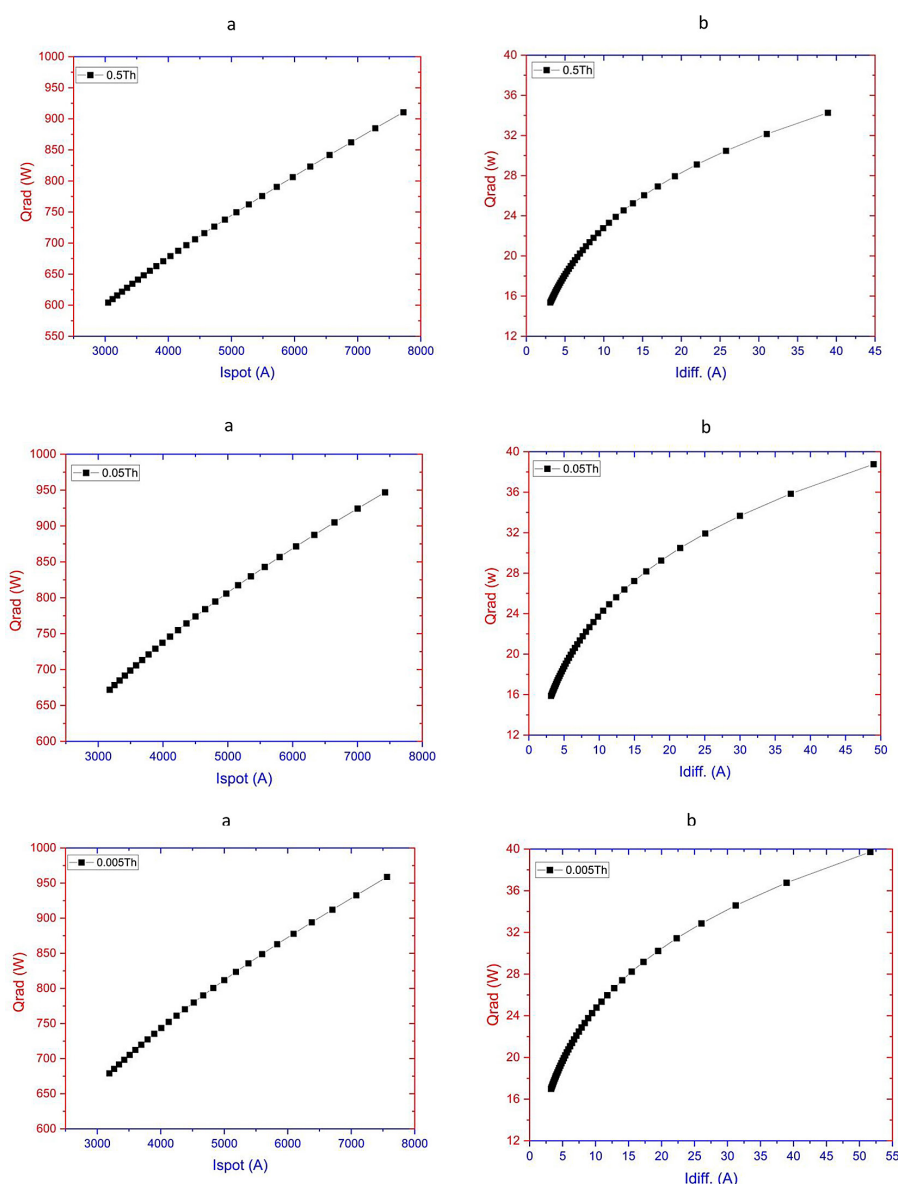 a
1000
950
900
850
800
750
700
650
600
550
Qrad (W)
0.5Th
3000 4000 5000 6000 7000 8000
Ispot (A)
b
40
36
32
28
24
20
16
12
Qrad (w)
0.5Th
0 5 10 15 20 25 30 35 40 45
Idiff. (A)
a
1000
950
900
850
800
750
700
650
600
Qrad (W)
0.05Th
3000 4000 5000 6000 7000 8000
Ispot (A)
b
40
36
32
28
24
20
16
12
Qrad (w)
0.05Th
0 5 10 15 20 25 30 35 40 45 50
Idiff. (A)
a
1000
950
900
850
800
750
700
650
600
Qrad (W)
0.005Th
3000 4000 5000 6000 7000 8000
Ispot (A)
b
40
36
32
28
24
20
16
12
Qrad (W)
0.005Th
0 5 10 15 20 25 30 35 40 45 50 55
Idiff. (A)